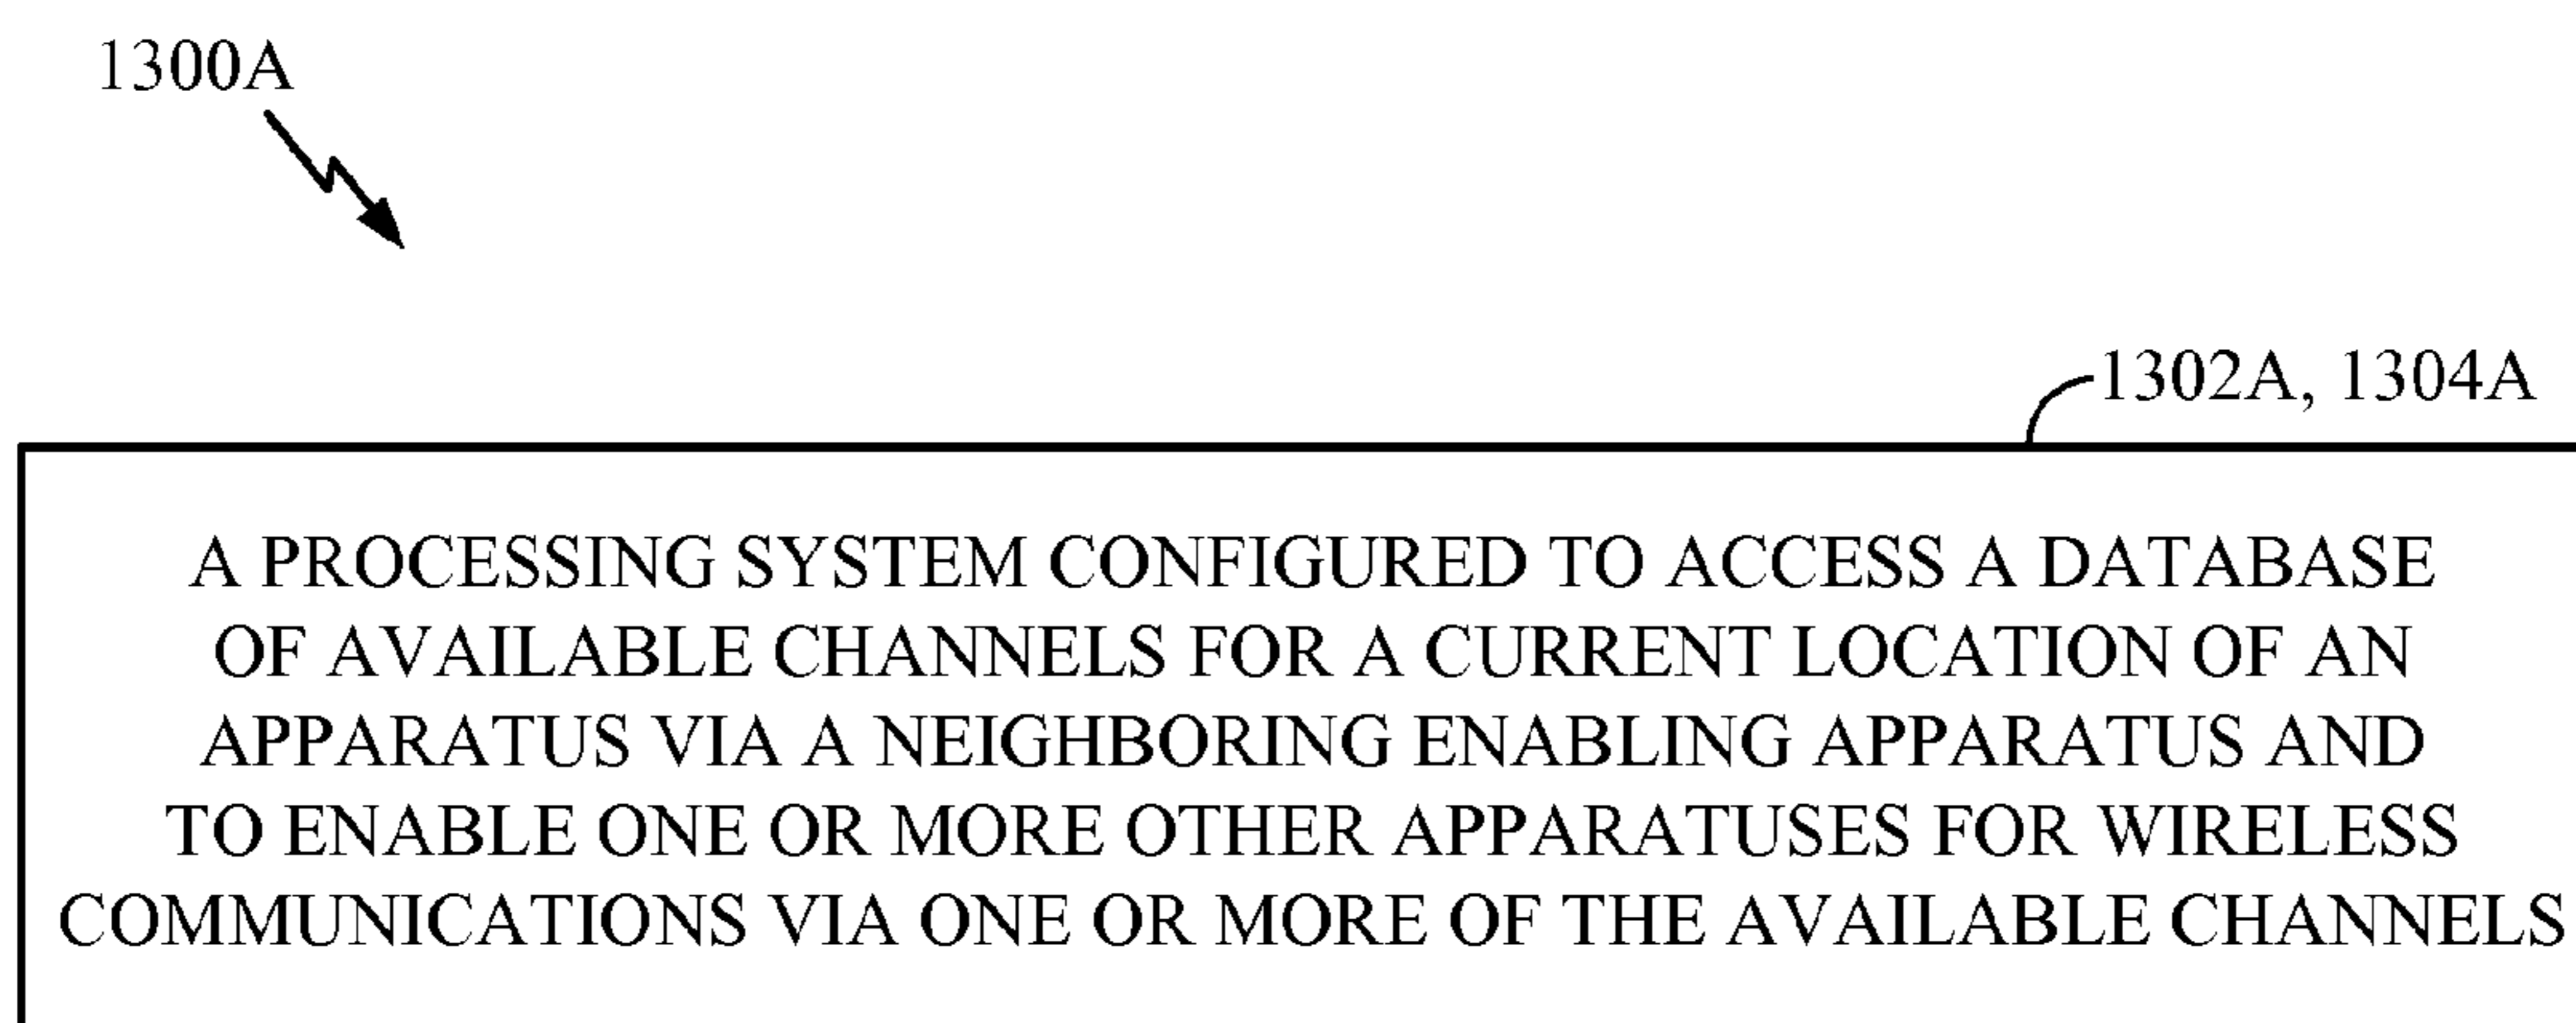 1300A
1302A, 1304A
A PROCESSING SYSTEM CONFIGURED TO ACCESS A DATABASE
OF AVAILABLE CHANNELS FOR A CURRENT LOCATION OF AN
APPARATUS VIA A NEIGHBORING ENABLING APPARATUS AND
TO ENABLE ONE OR MORE OTHER APPARATUSES FOR WIRELESS
COMMUNICATIONS VIA ONE OR MORE OF THE AVAILABLE CHANNELS